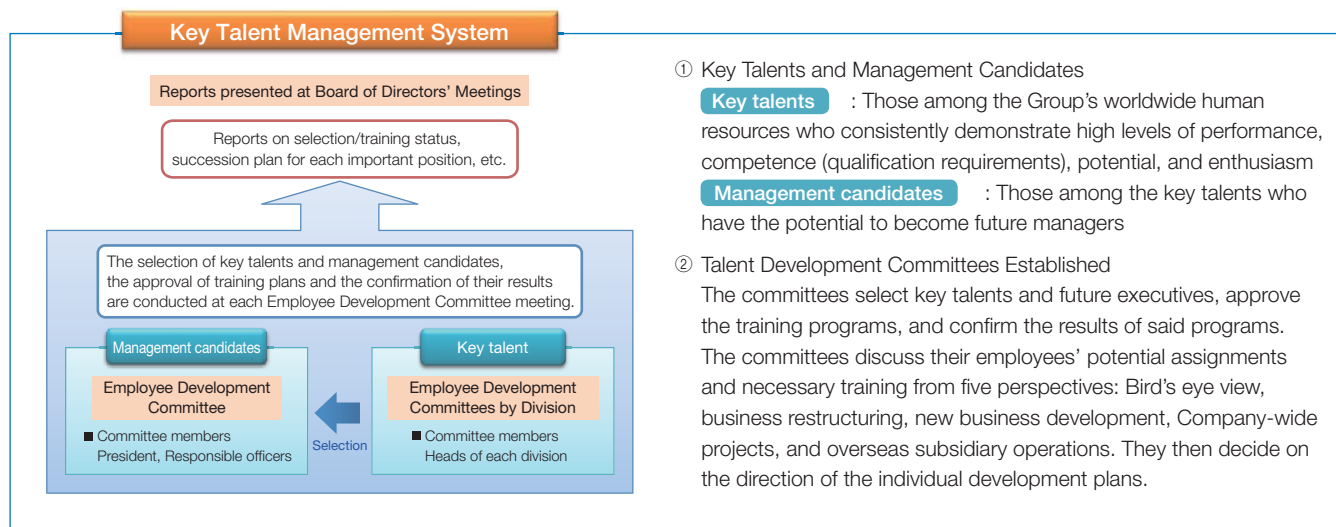 Key Talent Management System
Reports presented at Board of Directors’ Meetings
Reports on selection/training status,
succession plan for each important position, etc.
The selection of key talents and management candidates,
the approval of training plans and the confirmation of their results
are conducted at each Employee Development Committee meeting.
Management candidates
Employee Development
Committee
■ Committee members
President, Responsible officers
Selection
Key talent
Employee Development
Committees by Division
■ Committee members
Heads of each division
① Key Talents and Management Candidates
Key talents : Those among the Group’s worldwide human
resources who consistently demonstrate high levels of performance,
competence (qualification requirements), potential, and enthusiasm
Management candidates : Those among the key talents who
have the potential to become future managers
② Talent Development Committees Established
The committees select key talents and future executives, approve
the training programs, and confirm the results of said programs.
The committees discuss their employees’ potential assignments
and necessary training from five perspectives: Bird’s eye view,
business restructuring, new business development, Company-wide
projects, and overseas subsidiary operations. They then decide on
the direction of the individual development plans.